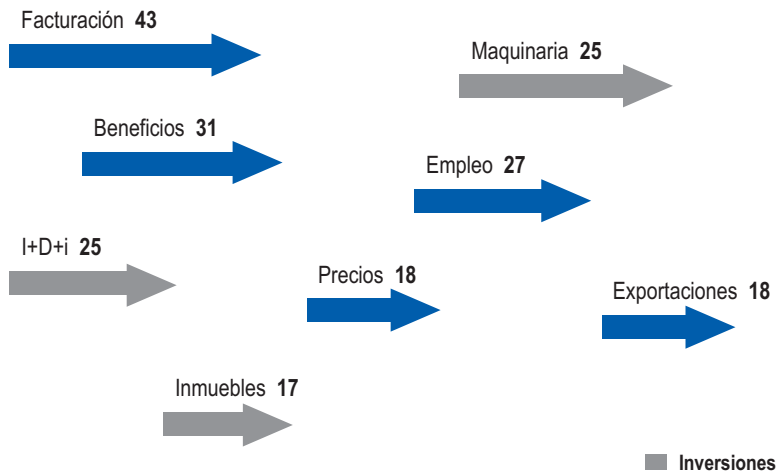 Facturación 43
Maquinaria 25
Beneficios 31
Empleo 27
I+D+i 25
Precios 18
Exportaciones 18
Inmuebles 17
Inversiones